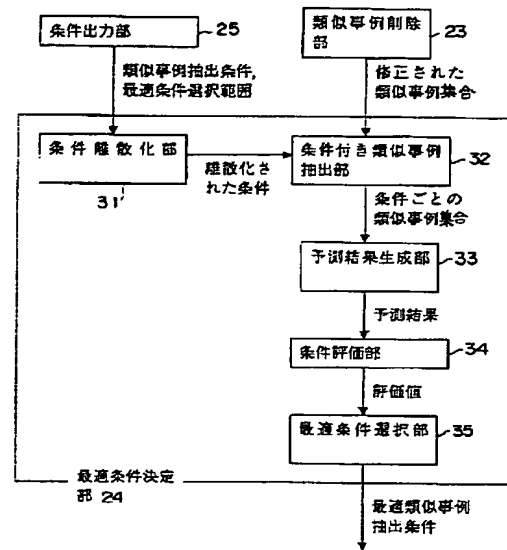 条件出力部
25
類似事例削除
部
23
類似事例抽出条件,
最適条件選択範囲
修正された
類似事例集合
条件離散化部
31'
離散化さ
れた条件
条件付き類似事例
抽出部
32
条件ごとの
類似事例集合
予測結果生成部
33
予測結果
条件評価部
34
評価値
最適条件選択部
35
最適条件決定
部 24
最適類似事例
抽出条件